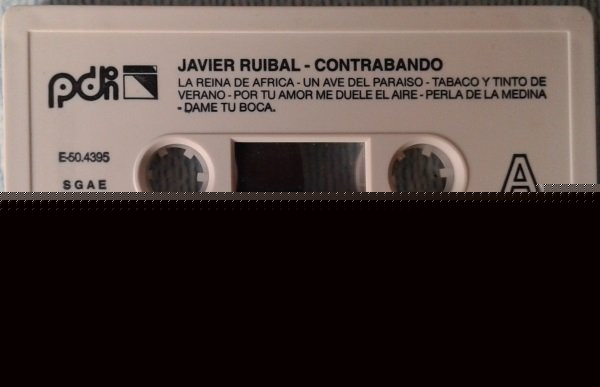 pdi
JAVIER RUIBAL - CONTRABANDO
LA REINA DE AFRICA - UN AVE DEL PARAISO - TABACO Y TINTO DE
VERANO - POR TU AMOR ME DUELE EL AIRE - PERLA DE LA MEDINA
- DAME TU BOCA.
E-50.4395
SGAE
A